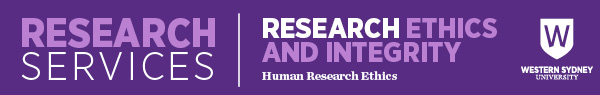 RESEARCH
SERVICES
RESEARCH ETHICS
AND INTEGRITY
Human Research Ethics
W
WESTERN SYDNEY
UNIVERSITY